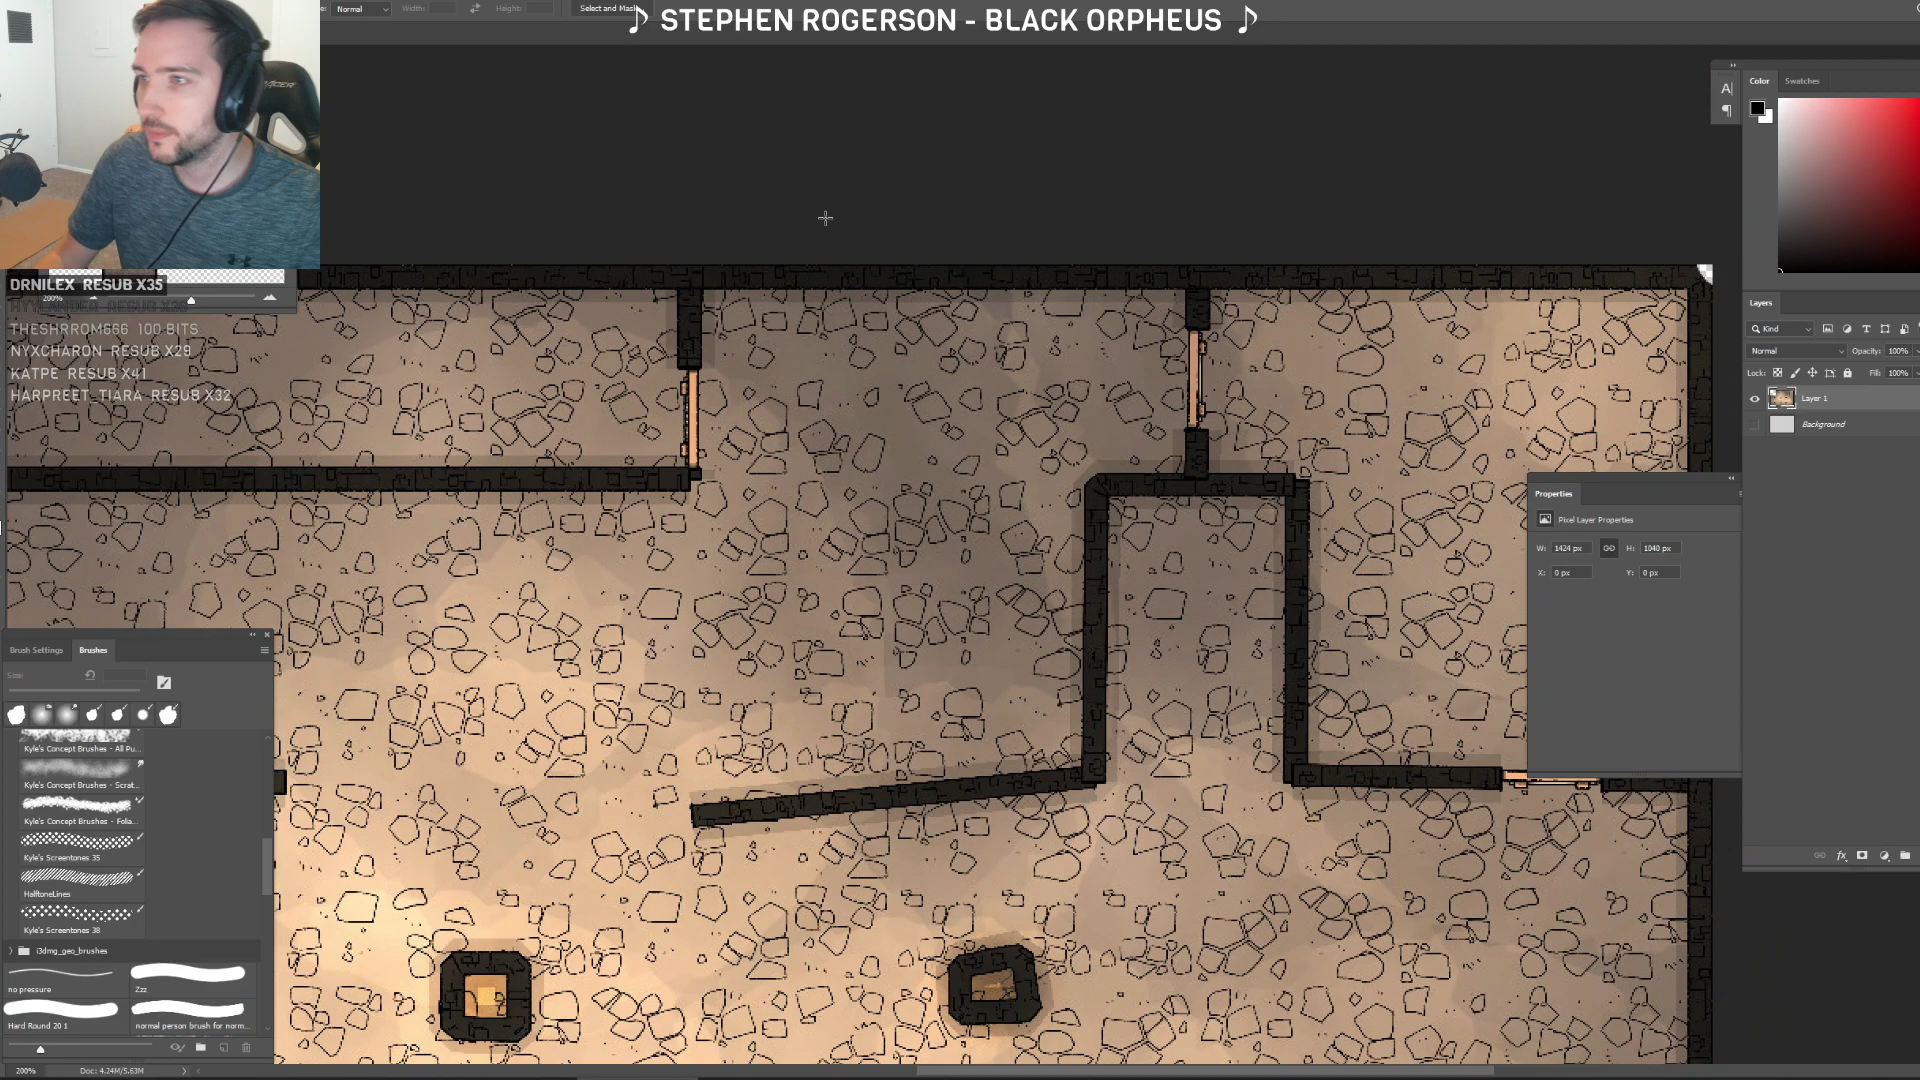 Normal
Width:
Height:
Select and Mask
♪ STEPHEN ROGERSON - BLACK ORPHEUS ♪
Color
Swatches
DRNILEX RESUB X35
200%
THESHRROM666 100-BITS
NYXCHARON RESUB X29
KATPE RESUB X41
HARPREET_TIARA RESUB X32
Layers
Kind
Normal
Opacity: 100%
Lock:
Fill: 100%
Layer 1
Background
Properties
Pixel Layer Properties
W: 1424 px
H: 1040 px
X: 0 px
Y: 0 px
Brush Settings
Brushes
Size:
Kyle's Concept Brushes - All Pu...
Kyle's Concept Brushes - Scrat...
Kyle's Concept Brushes - Folia...
Kyle's Screentones 35
HalftoneLines
Kyle's Screentones 38
i3dmg_geo_brushes
no pressure
Zzz
Hard Round 20 1
normal person brush for norm...
200%
Doc: 4.24M/5.63M